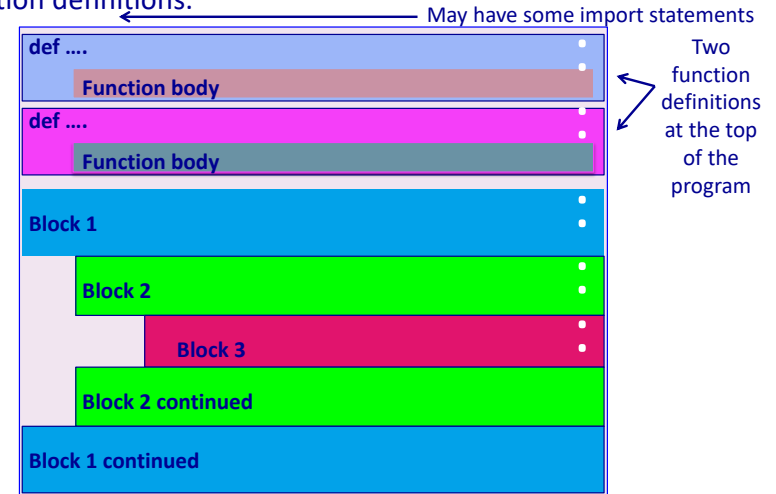 definitions.
May have some import statements
def ....
Function body
def ....
Function body
Two
function
definitions
at the top
of the
program
Block 1
Block 2
Block 3
Block 2 continued
Block 1 continued